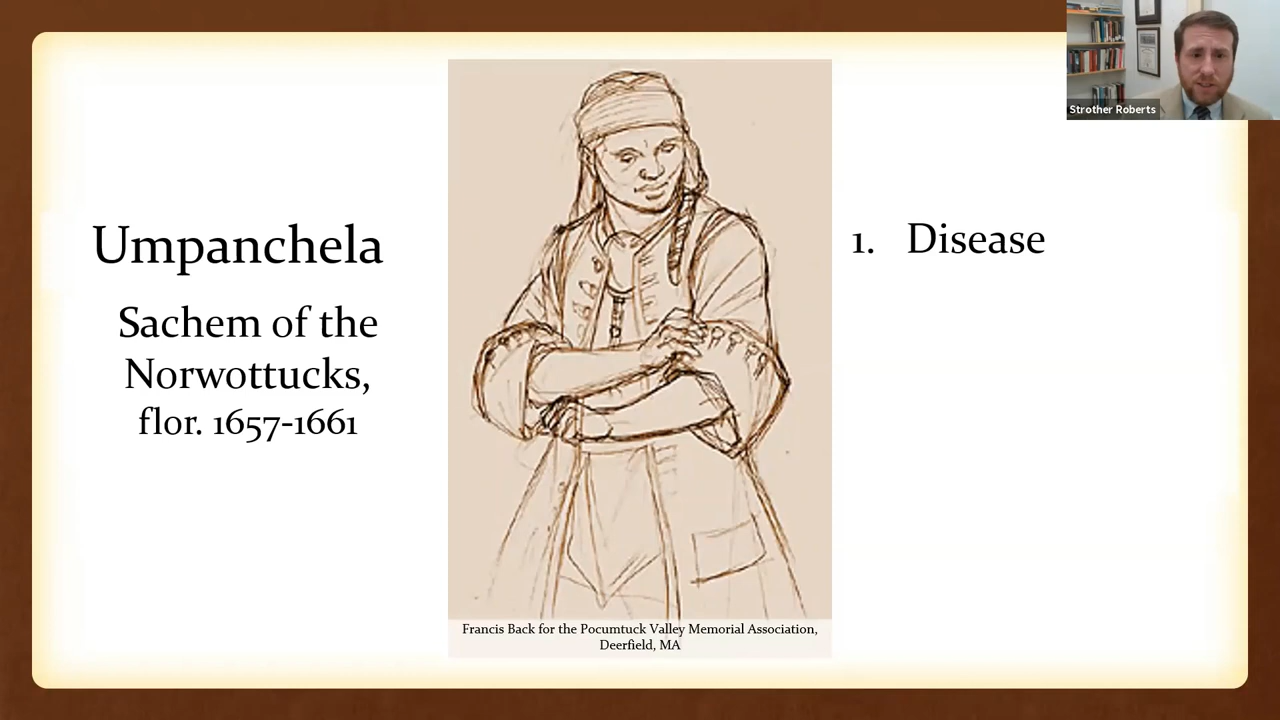 Umpanchela
Sachem of the
Norwottucks,
flor. 1657-1661
Francis Back for the Pocumtuck Valley Memorial Association,
Deerfield, MA
1. Disease
Strother Roberts